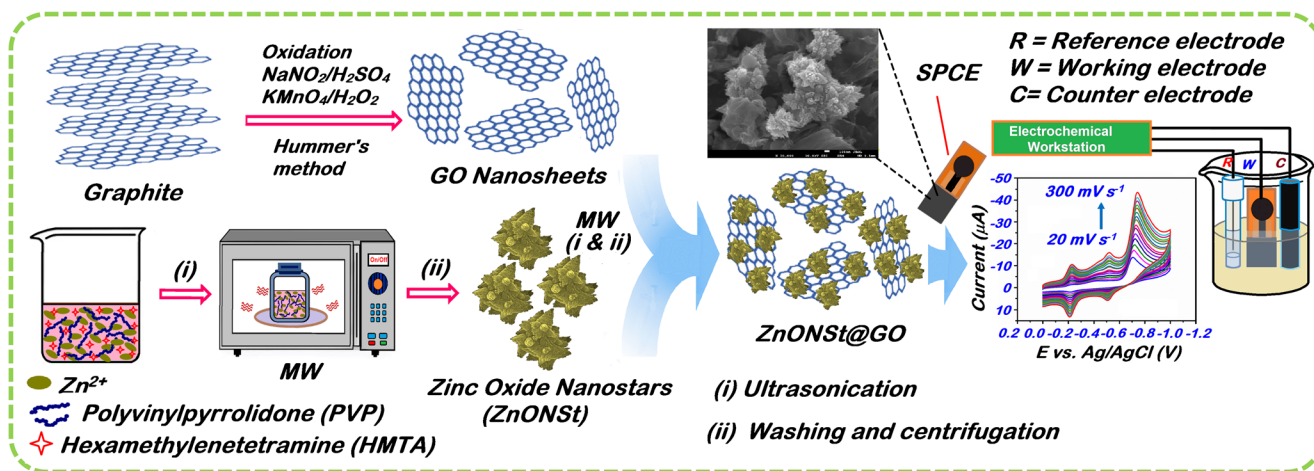 Oxidation
NaNO₂/H₂SO₄
KMnO₄/H₂O₂
Hummer's
method
Graphite
GO Nanosheets
SPCE
R = Reference electrode
W = Working electrode
C= Counter electrode
Electrochemical
Workstation
R W C
300 mV s⁻¹
20 mV s⁻¹
Current (μA)
-50
-40
-30
-20
-10
0
10
0.2 0.0 -0.2 -0.4 -0.6 -0.8 -1.0 -1.2
E vs. Ag/AgCl (V)
(i)
On/Off
MW
(ii)
MW
(i & ii)
Zinc Oxide Nanostars
(ZnONSt)
ZnONSt@GO
Zn²⁺
Polyvinylpyrrolidone (PVP)
Hexamethylenetetramine (HMTA)
(i) Ultrasonication
(ii) Washing and centrifugation